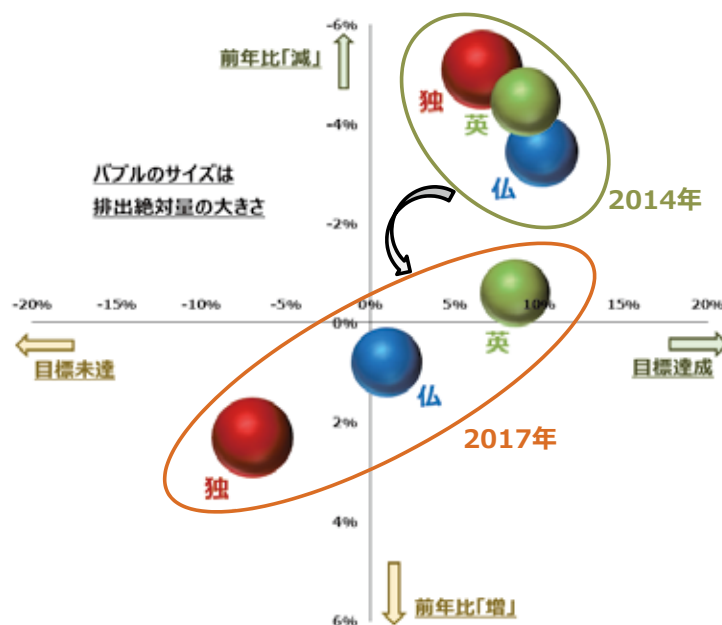 -6%
前年比「減」
独
-4%
英
バブルのサイズは
仏
排出絶対量の大きさ
2014年
-2%
-20%
-15%
-10%
-5%
0%
5%
10%
15%
20%
0%
英
目標未達
目標達成
仏
2%
2017年
独
4%
前年比「増」
6%